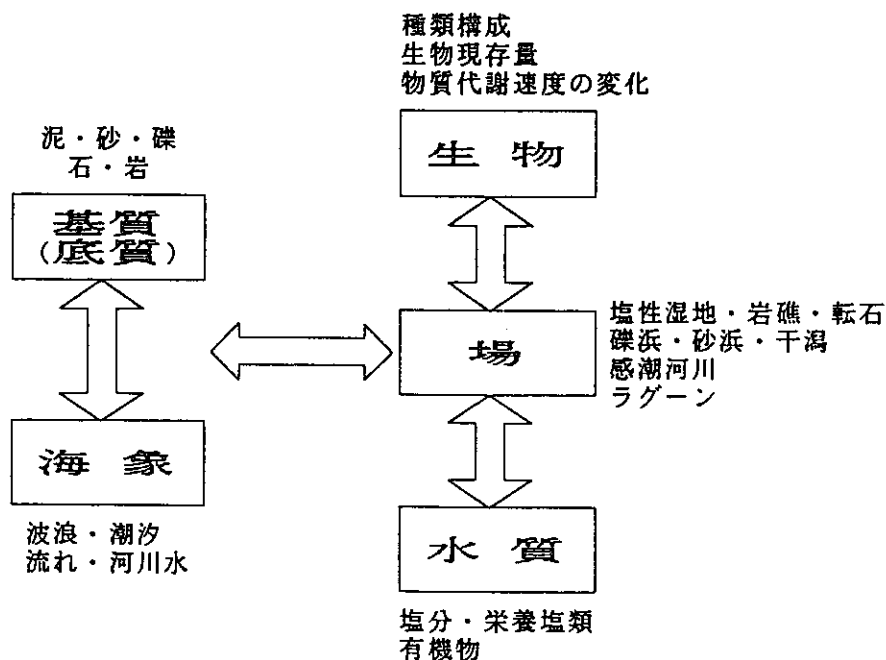 種類構成
生物現存量
物質代謝速度の変化
生物
泥・砂・礫
石・岩
基質
(底質)
場
塩性湿地・岩礁・転石
礫浜・砂浜・干潟
感潮河川
ラグーン
海象
波浪・潮汐
流れ・河川水
水質
塩分・栄養塩類
有機物